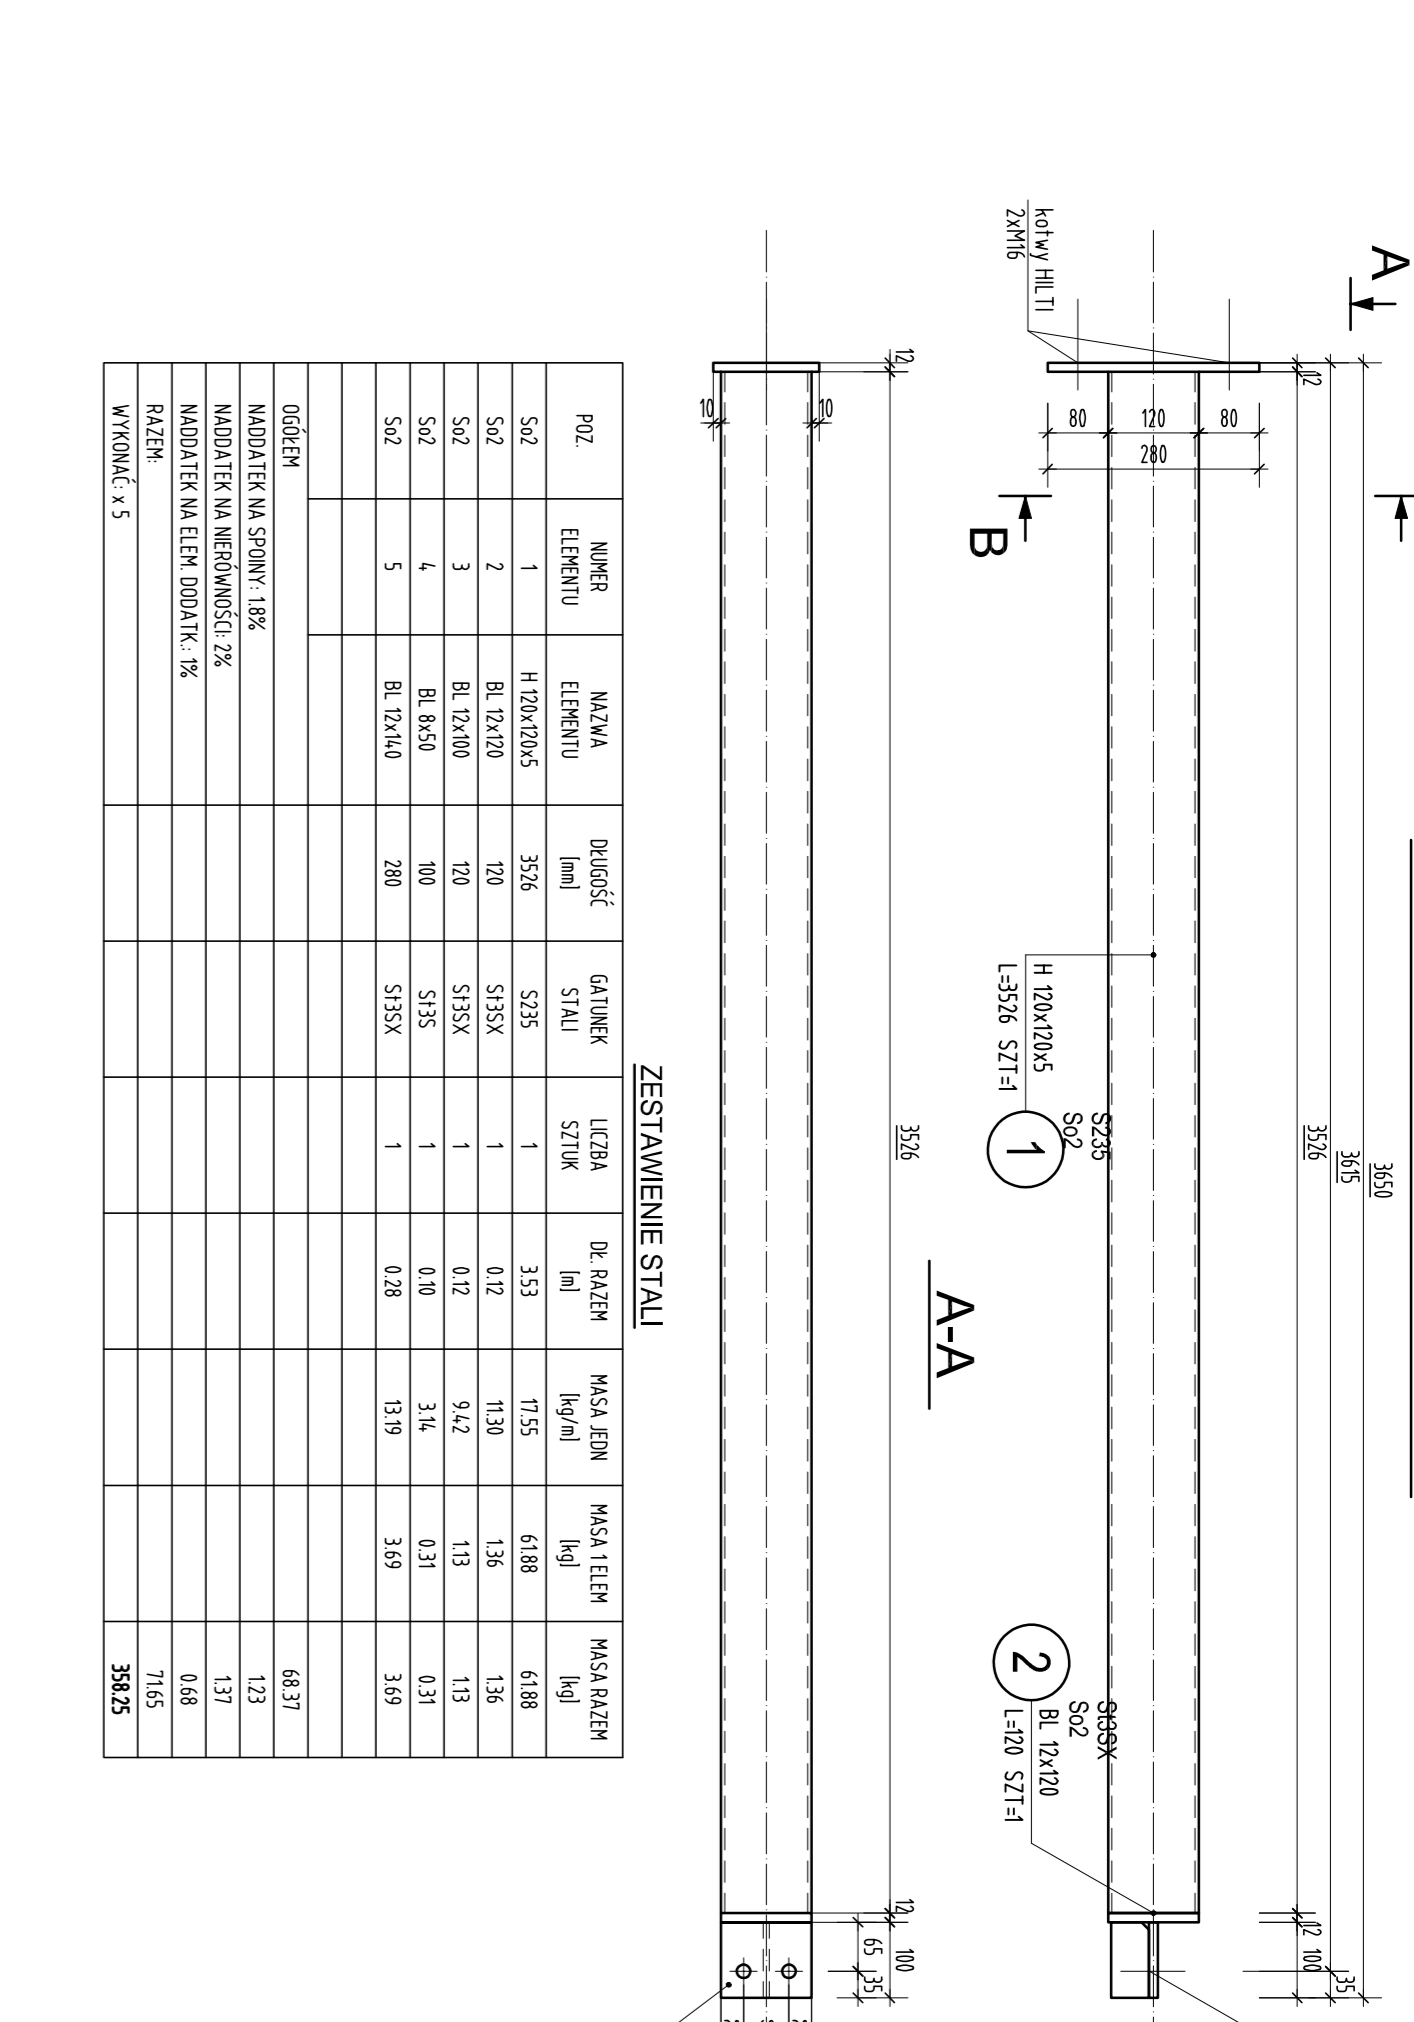 A
3650
3615
3526
12
12
100
35
kotwy HILTI
2xM16
80
120
80
280
B
H 120x120x5
L=3526 SZT=1
S235
So2
1
St3SX
So2
BL 12x120
L=120 SZT=1
2
A-A
12
3526
12
100
65
35
10
10
ZESTAWIENIE STALI
POZ. NUMER ELEMENTU NAZWA ELEMENTU DŁUGOŚĆ [mm] GATUNEK STALI LICZBA SZTUK DŁ. RAZEM [m] MASA JEDN [kg/m] MASA 1 ELEM [kg] MASA RAZEM [kg]
So2 1 H 120x120x5 3526 S235 1 3.53 17.55 61.88 61.88
So2 2 BL 12x120 120 St3SX 1 0.12 11.30 1.36 1.36
So2 3 BL 12x100 120 St3SX 1 0.12 9.42 1.13 1.13
So2 4 BL 8x50 100 St3S 1 0.10 3.14 0.31 0.31
So2 5 BL 12x140 280 St3SX 1 0.28 13.19 3.69 3.69
OGÓŁEM 68.37
NADDATEK NA SPOINY: 1.8% 1.23
NADDATEK NA NIERÓWNOŚCI: 2% 1.37
NADDATEK NA ELEM. DODATK.: 1% 0.68
RAZEM: 71.65
WYKONAĆ: x 5 358.25